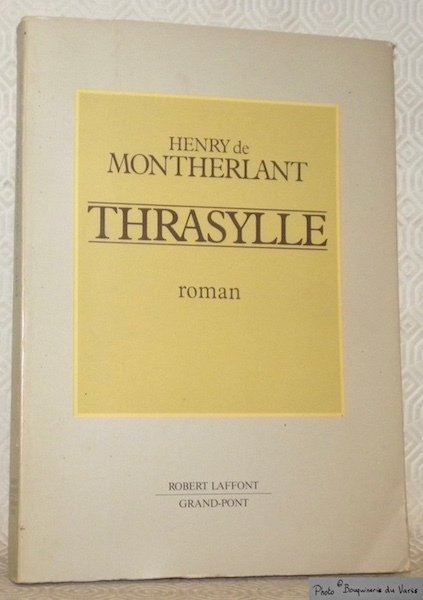 HENRY de
MONTHERLANT
THRASYLLE
roman
ROBERT LAFFONT
GRAND-PONT
Photo © Bouquinerie du Varis